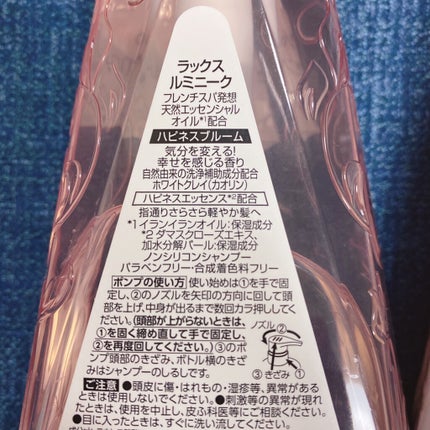 ラックス
ルミニーク
フレンチスパ発想
天然エッセンシャル
オイル*¹配合
ハピネスブルーム
気分を変える!
幸せを感じる香り
自然由来の洗浄補助成分配合
ホワイトクレイ(カオリン)
ハピネスエッセンス*²配合
指通りさらさら軽やか髪へ
*1 イランイランオイル:保湿成分
*2 ダマスクローズエキス、
加水分解パール:保湿成分
ノンシリコンシャンプー
パラベンフリー・合成着色料フリー
ポンプの使い方 使い始めは①を手で固
定し、②のノズルを矢印の方向に回して頭
部を上げ、中身が出るまで数回カラ押ししてく
ださい。(頭部が上がらないときは、
①を固く締め直して手で固定し、
②を再度回してください。)③のポ
ンプ頭部のきざみ、ボトル横のきざ
みはシャンプーのしるしです。
ノズル ②
①
③ きざみ
ご注意 ●頭皮に傷・はれもの・湿疹等、異常がある
ときは使用しないでください。●刺激等の異常が現れ
たときは、使用を中止し、皮ふ科医等にご相談ください。
●目に入ったときは、すぐに洗い流してください。